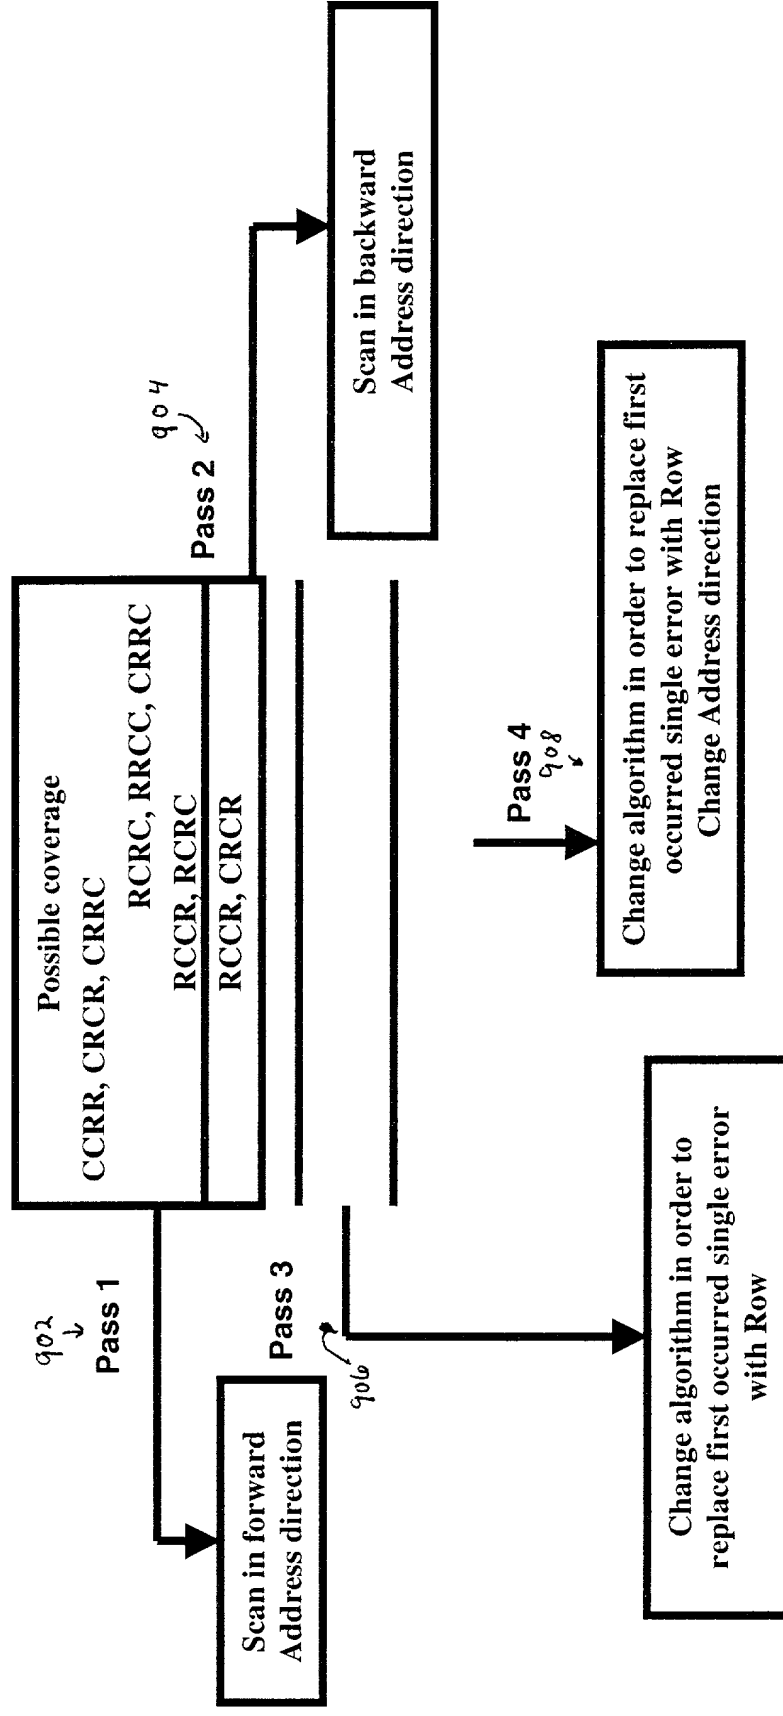 Possible coverage
CCRR, CRCR, CRRC
RCRC, RRCC, CRRC
RCCR, RCRC
RCCR, CRCR
902
Pass 1
Scan in forward
Address direction
904
Pass 2
Scan in backward
Address direction
Pass 3
906
Change algorithm in order to
replace first occurred single error
with Row
Pass 4
908
Change algorithm in order to replace first
occurred single error with Row
Change Address direction